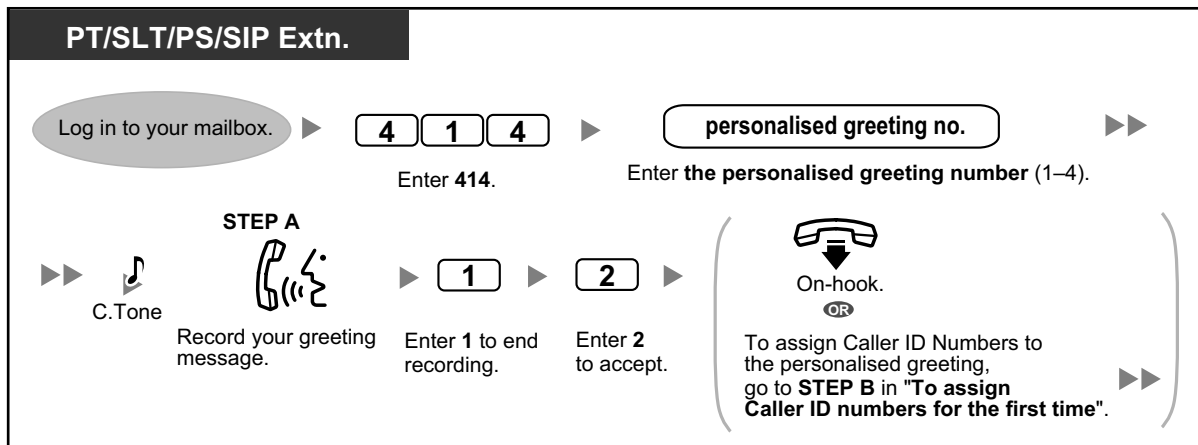 PT/SLT/PS/SIP Extn.
Log in to your mailbox.
4 1 4
personalised greeting no.
Enter 414.
Enter the personalised greeting number (1–4).
STEP A
C.Tone
1
2
On-hook.
OR
Record your greeting
message.
Enter 1 to end
recording.
Enter 2
to accept.
To assign Caller ID Numbers to
the personalised greeting,
go to STEP B in "To assign
Caller ID numbers for the first time".